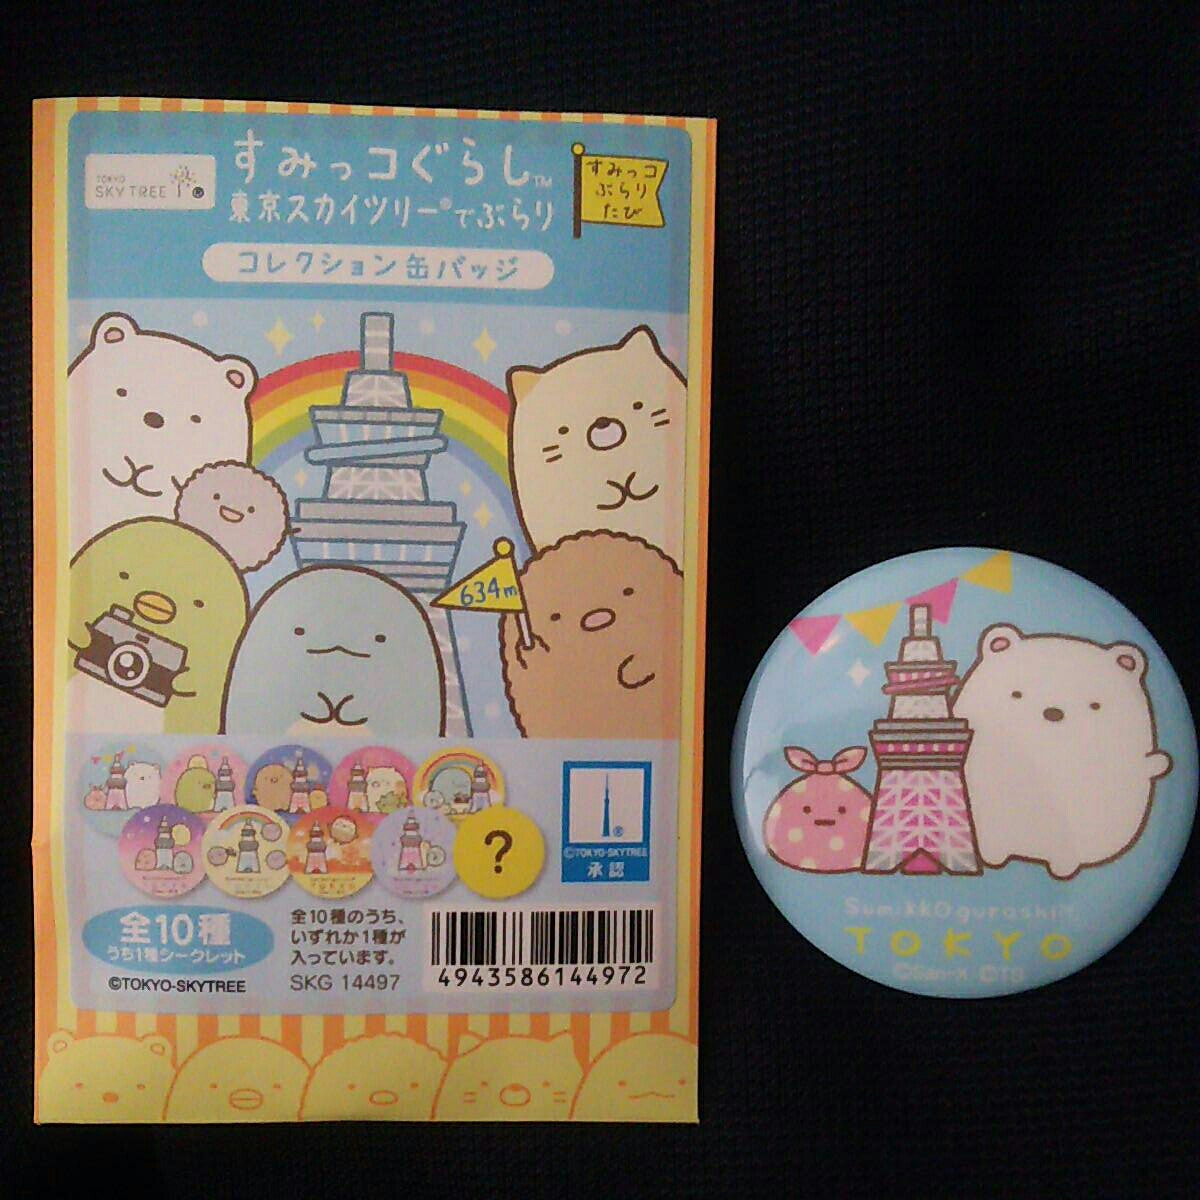 TOKYO
SKY TREE ®
すみっコぐらし™
東京スカイツリー®でぶらり
コレクション缶バッジ
すみっコ
ぶらり
たび
634m
?
®
©TOKYO-SKYTREE
承認
全10種
うち1種シークレット
全10種のうち、
いずれか1種が
入っています。
SKG 14497
4943586144972
©TOKYO-SKYTREE
Sumikkogurashi™
TOKYO
©San-X ©TS